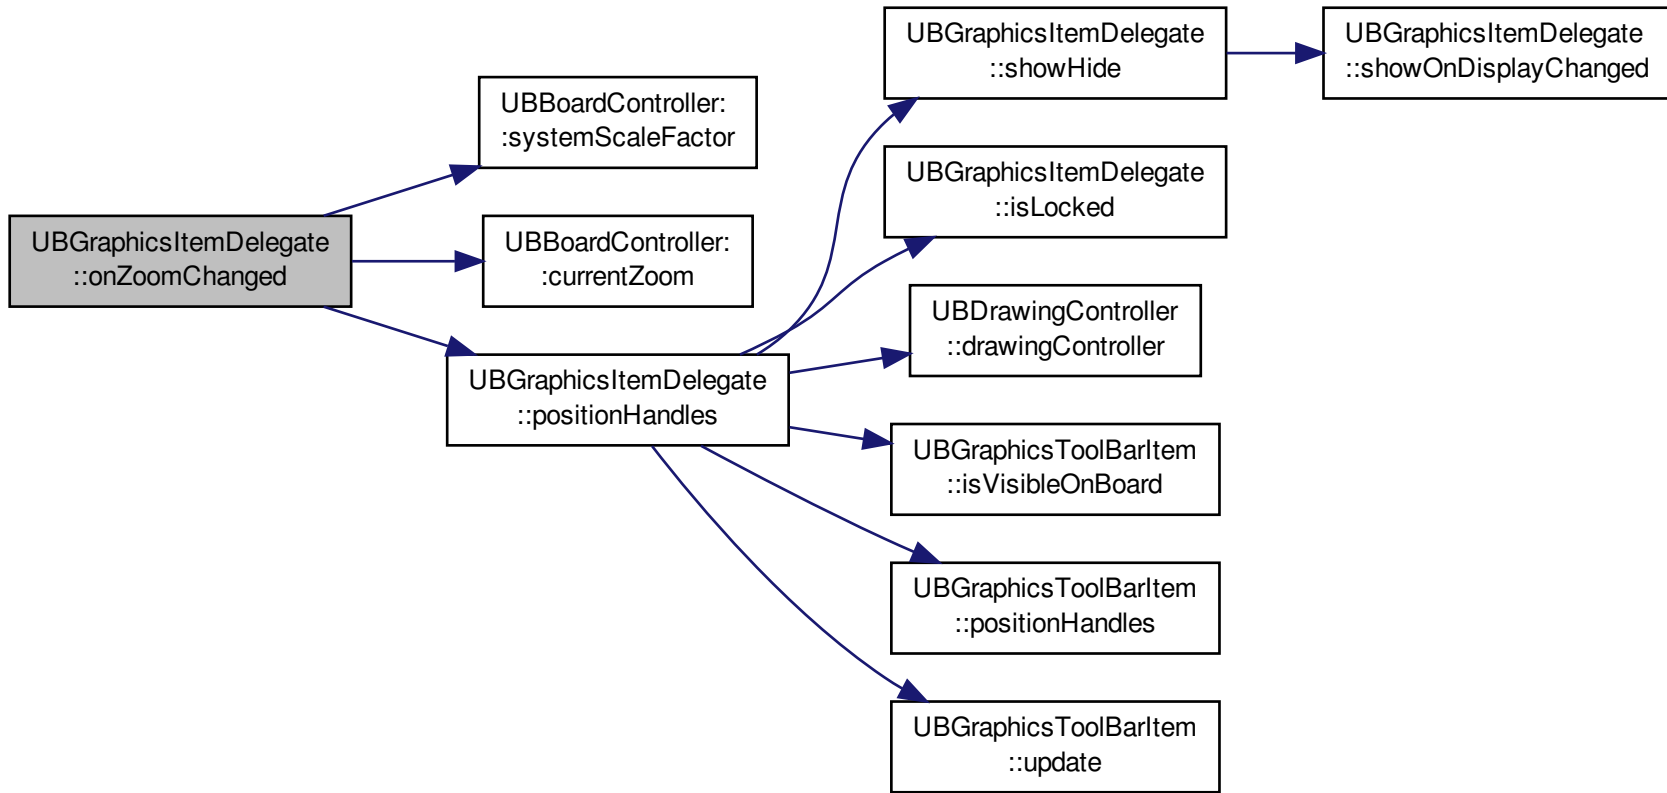 UBGraphicsItemDelegate
::onZoomChanged
UBBoardController:
:systemScaleFactor
UBBoardController:
:currentZoom
UBGraphicsItemDelegate
::positionHandles
UBGraphicsItemDelegate
::showHide
UBGraphicsItemDelegate
::showOnDisplayChanged
UBGraphicsItemDelegate
::isLocked
UBDrawingController
::drawingController
UBGraphicsToolBarItem
::isVisibleOnBoard
UBGraphicsToolBarItem
::positionHandles
UBGraphicsToolBarItem
::update